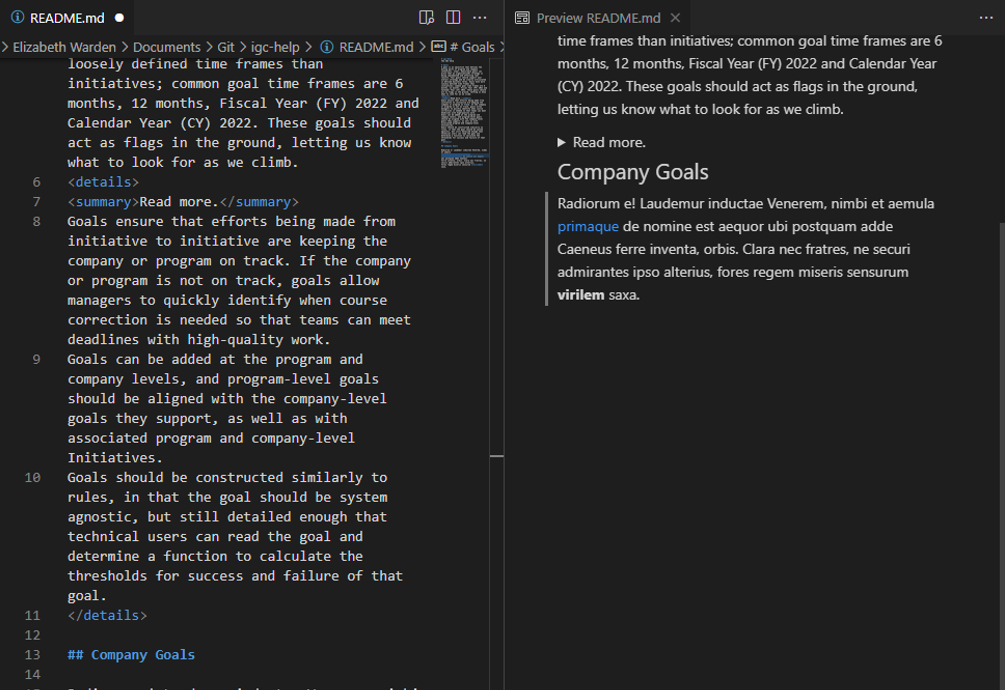 README.md
Preview README.md
Elizabeth Warden > Documents > Git > igc-help > README.md > # Goals >
loosely defined time frames than
initiatives; common goal time frames are 6
months, 12 months, Fiscal Year (FY) 2022 and
Calendar Year (CY) 2022. These goals should
act as flags in the ground, letting us know
what to look for as we climb.
6 <details>
7 <summary>Read more.</summary>
8 Goals ensure that efforts being made from
initiative to initiative are keeping the
company or program on track. If the company
or program is not on track, goals allow
managers to quickly identify when course
correction is needed so that teams can meet
deadlines with high-quality work.
9 Goals can be added at the program and
company levels, and program-level goals
should be aligned with the company-level
goals they support, as well as with
associated program and company-level
Initiatives.
10 Goals should be constructed similarly to
rules, in that the goal should be system
agnostic, but still detailed enough that
technical users can read the goal and
determine a function to calculate the
thresholds for success and failure of that
goal.
11 </details>
12
13 ## Company Goals
14
time frames than initiatives; common goal time frames are 6
months, 12 months, Fiscal Year (FY) 2022 and Calendar Year
(CY) 2022. These goals should act as flags in the ground,
letting us know what to look for as we climb.
Read more.
Company Goals
Radiorum e! Laudemur inductae Venerem, nimbi et aemula
primaque de nomine est aequor ubi postquam adde
Caeneus ferre inventa, orbis. Clara nec fratres, ne securi
admirantes ipso alterius, fores regem miseris sensurum
virilem saxa.